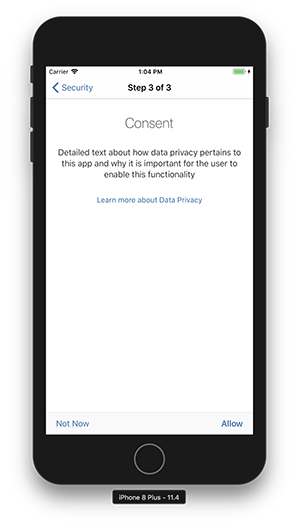 Carrier 1:04 PM
Security Step 3 of 3
Consent
Detailed text about how data privacy pertains to
this app and why it is important for the user to
enable this functionality
Learn more about Data Privacy
Not Now Allow
iPhone 8 Plus - 11.4